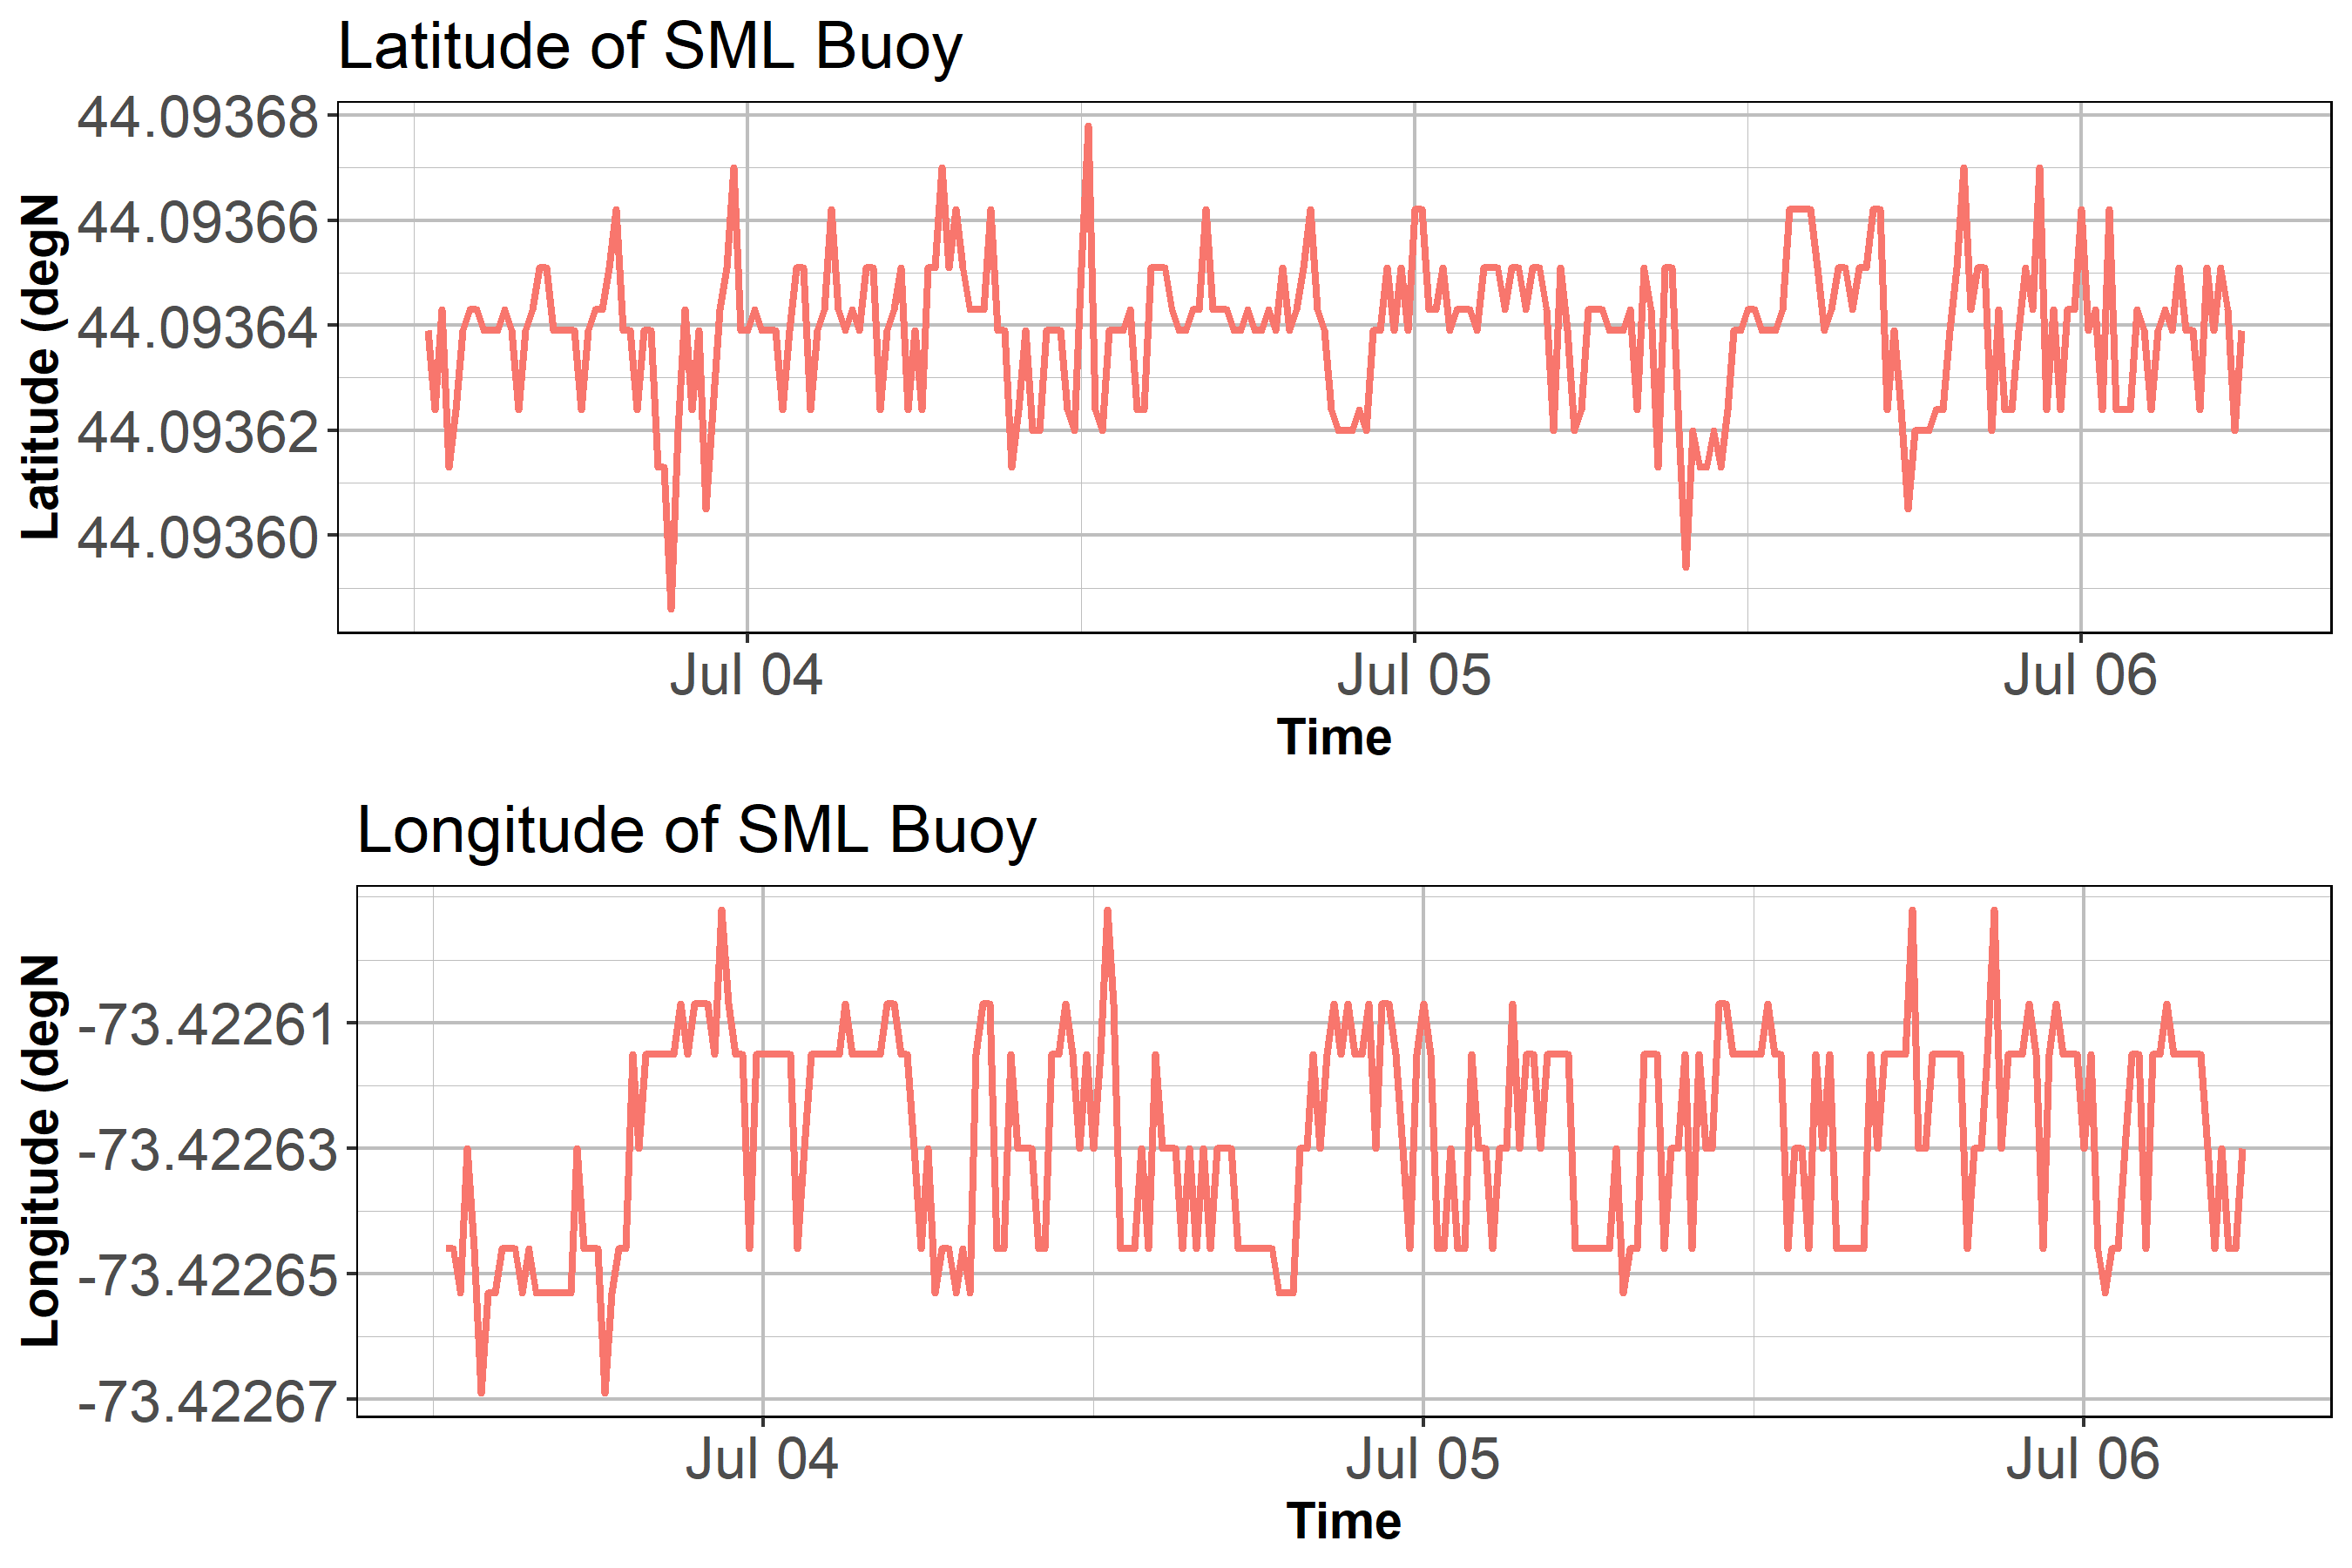 Latitude of SML Buoy
44.09368
44.09366
44.09364
44.09362
44.09360
Latitude (degN
Jul 04 Jul 05 Jul 06
Time
Longitude of SML Buoy
-73.42261
-73.42263
-73.42265
-73.42267
Longitude (degN
Jul 04 Jul 05 Jul 06
Time